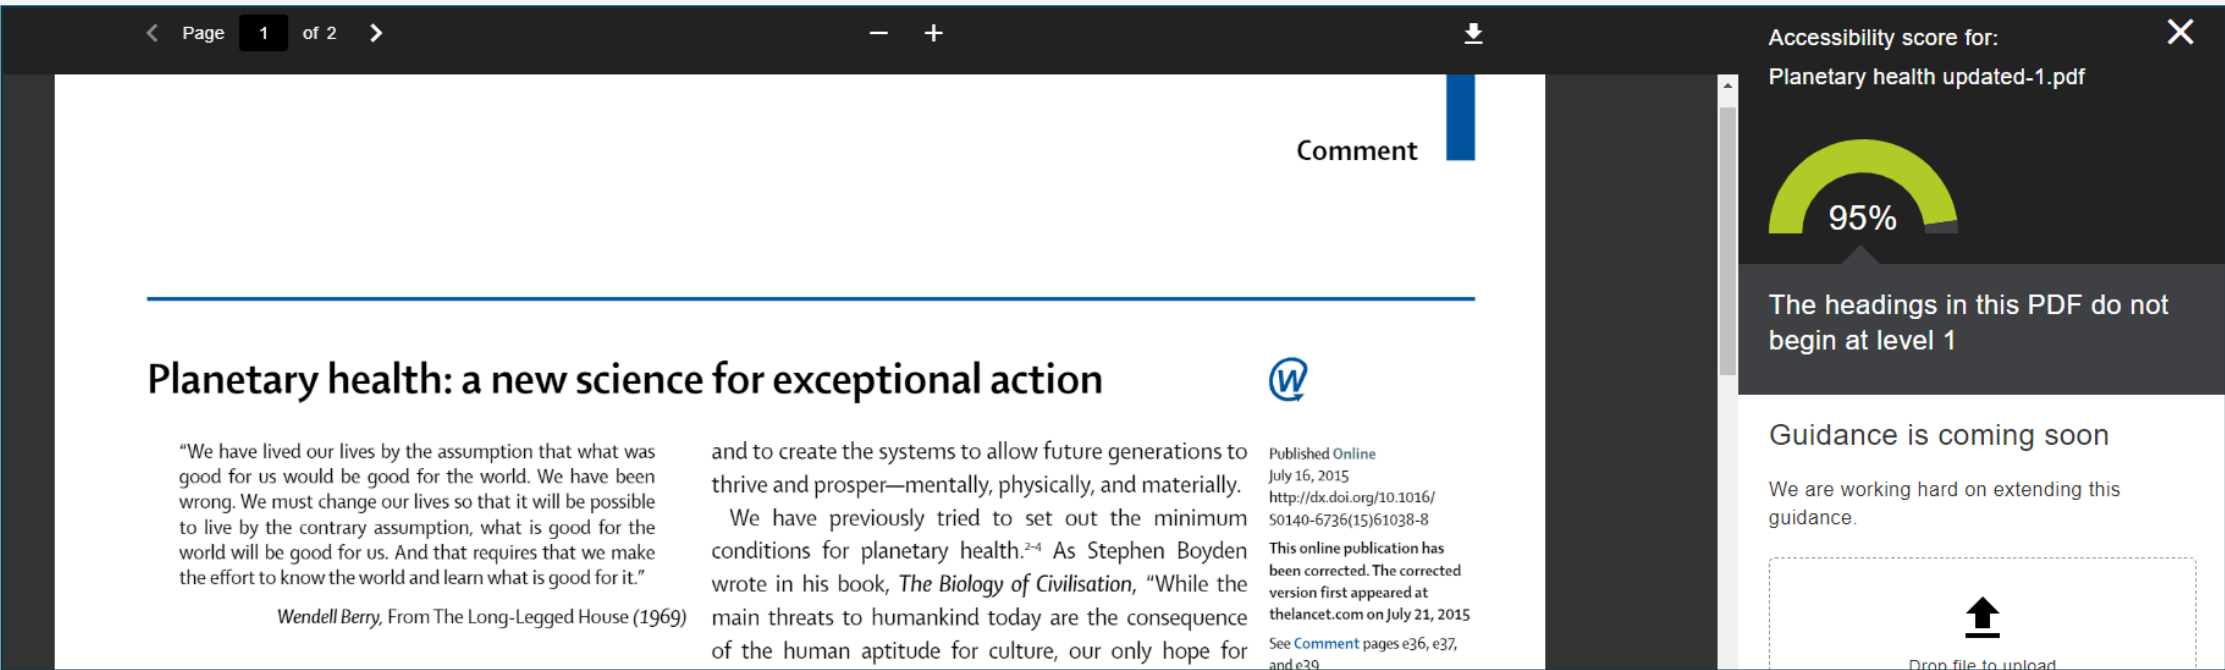 Page 1 of 2
Comment
Planetary health: a new science for exceptional action
“We have lived our lives by the assumption that what was
good for us would be good for the world. We have been
wrong. We must change our lives so that it will be possible
to live by the contrary assumption, what is good for the
world will be good for us. And that requires that we make
the effort to know the world and learn what is good for it.”
Wendell Berry, From The Long-Legged House (1969)
and to create the systems to allow future generations to
thrive and prosper—mentally, physically, and materially.
We have previously tried to set out the minimum
conditions for planetary health.2–4 As Stephen Boyden
wrote in his book, The Biology of Civilisation, “While the
main threats to humankind today are the consequence
of the human aptitude for culture, our only hope for
W
Published Online
July 16, 2015
http://dx.doi.org/10.1016/
S0140-6736(15)61038-8
This online publication has
been corrected. The corrected
version first appeared at
thelancet.com on July 21, 2015
See Comment pages e36, e37,
and e39
Accessibility score for:
Planetary health updated-1.pdf
95%
The headings in this PDF do not
begin at level 1
Guidance is coming soon
We are working hard on extending this
guidance.
Drop file to upload